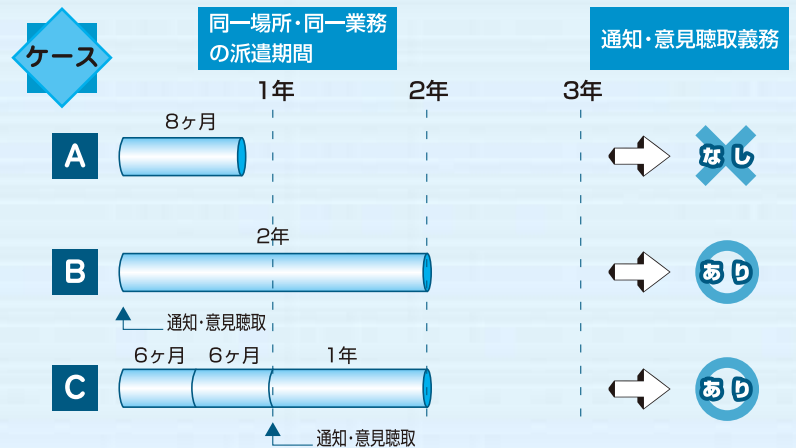 ケース
同一場所・同一業務
の派遣期間
通知・意見聴取義務
1年
2年
3年
A
8ヶ月
なし
B
2年
あり
通知・意見聴取
C
6ヶ月
6ヶ月
1年
あり
通知・意見聴取